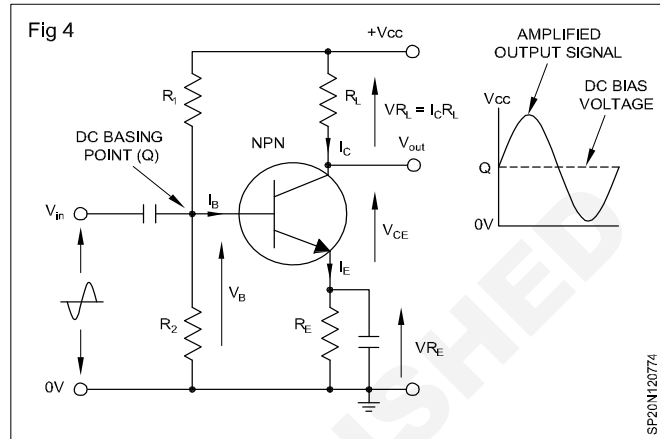 Fig 4
+Vcc
R1
RL
VRL = ICRL
DC BASING
POINT (Q)
NPN
IC
Vout
Vin
IB
VCE
VB
IE
R2
RE
VRE
0V
AMPLIFIED
OUTPUT SIGNAL
Vcc
DC BIAS
VOLTAGE
Q
0V
SP20N120774
SHED